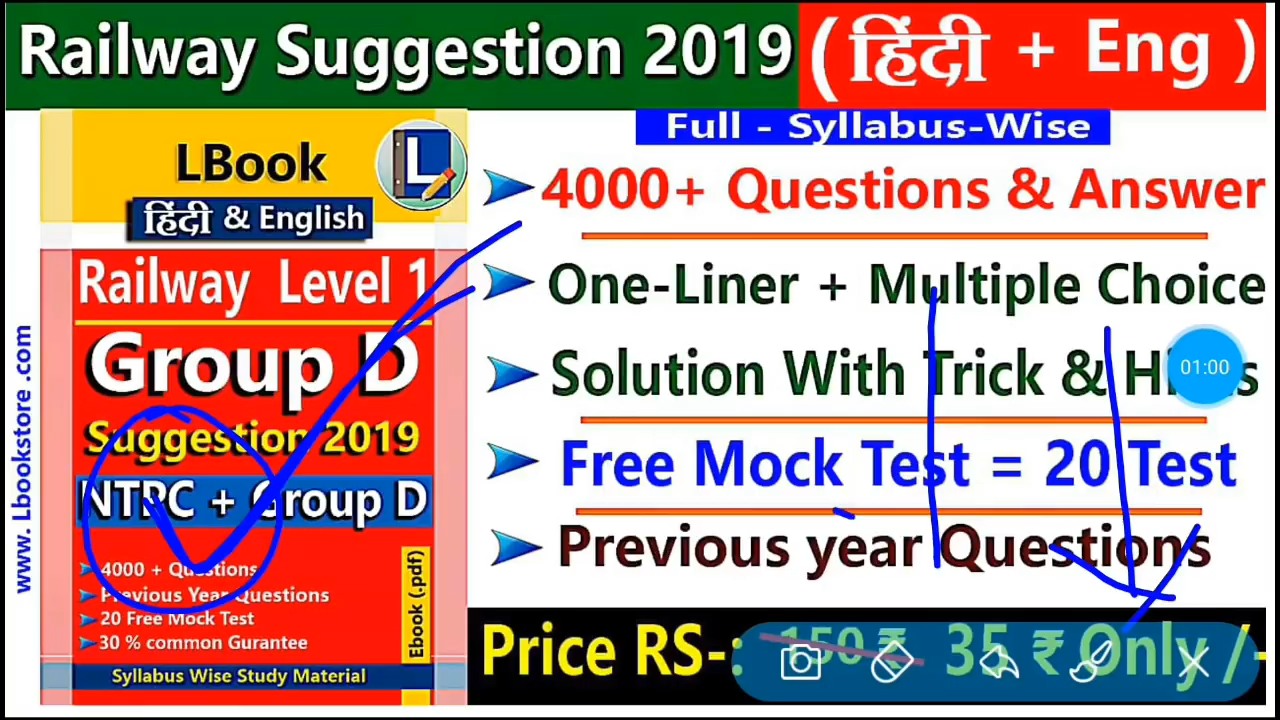 Railway Suggestion 2019 ( हिंदी + Eng )
Full - Syllabus-Wise
LBook
L
हिंदी & English
Railway Level 1
Group D
Suggestion 2019
NTPC + Group D
4000 + Questions
Previous Year Questions
20 Free Mock Test
30 % common Gurantee
Ebook (.pdf)
Syllabus Wise Study Material
www. Lbookstore .com
4000+ Questions & Answer
One-Liner + Multiple Choice
Solution With Trick & Hints
01:00
Free Mock Test = 20 Test
Previous year Questions
Price RS-: 150 ₹ 35 ₹ Only /-